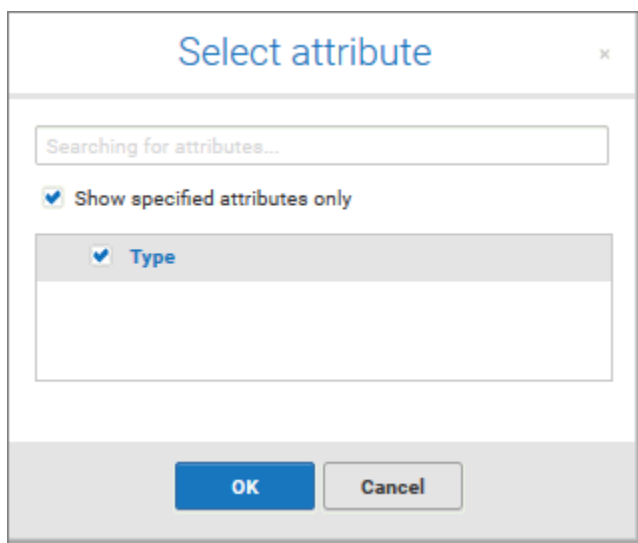 Select attribute
×
Searching for attributes...
Show specified attributes only
Type
OK Cancel